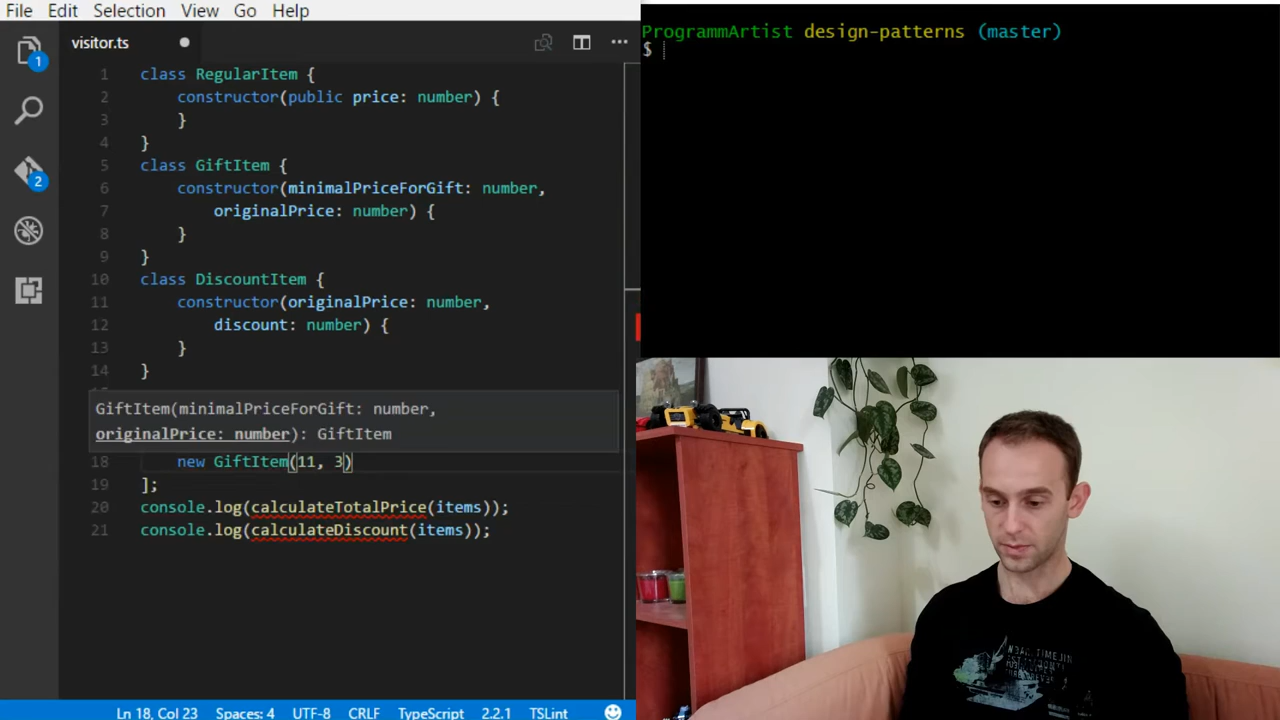 File Edit Selection View Go Help
visitor.ts
1 class RegularItem {
2 constructor(public price: number) {
3 }
4 }
5 class GiftItem {
6 constructor(minimalPriceForGift: number,
7 originalPrice: number) {
8 }
9 }
10 class DiscountItem {
11 constructor(originalPrice: number,
12 discount: number) {
13 }
14 }
GiftItem(minimalPriceForGift: number,
originalPrice: number): GiftItem
18 new GiftItem(11, 3)
19 ];
20 console.log(calculateTotalPrice(items));
21 console.log(calculateDiscount(items));
1
2
Ln 18, Col 23 Spaces: 4 UTF-8 CRLF TypeScript 2.2.1 TSLint
ProgrammArtist design-patterns (master)
$